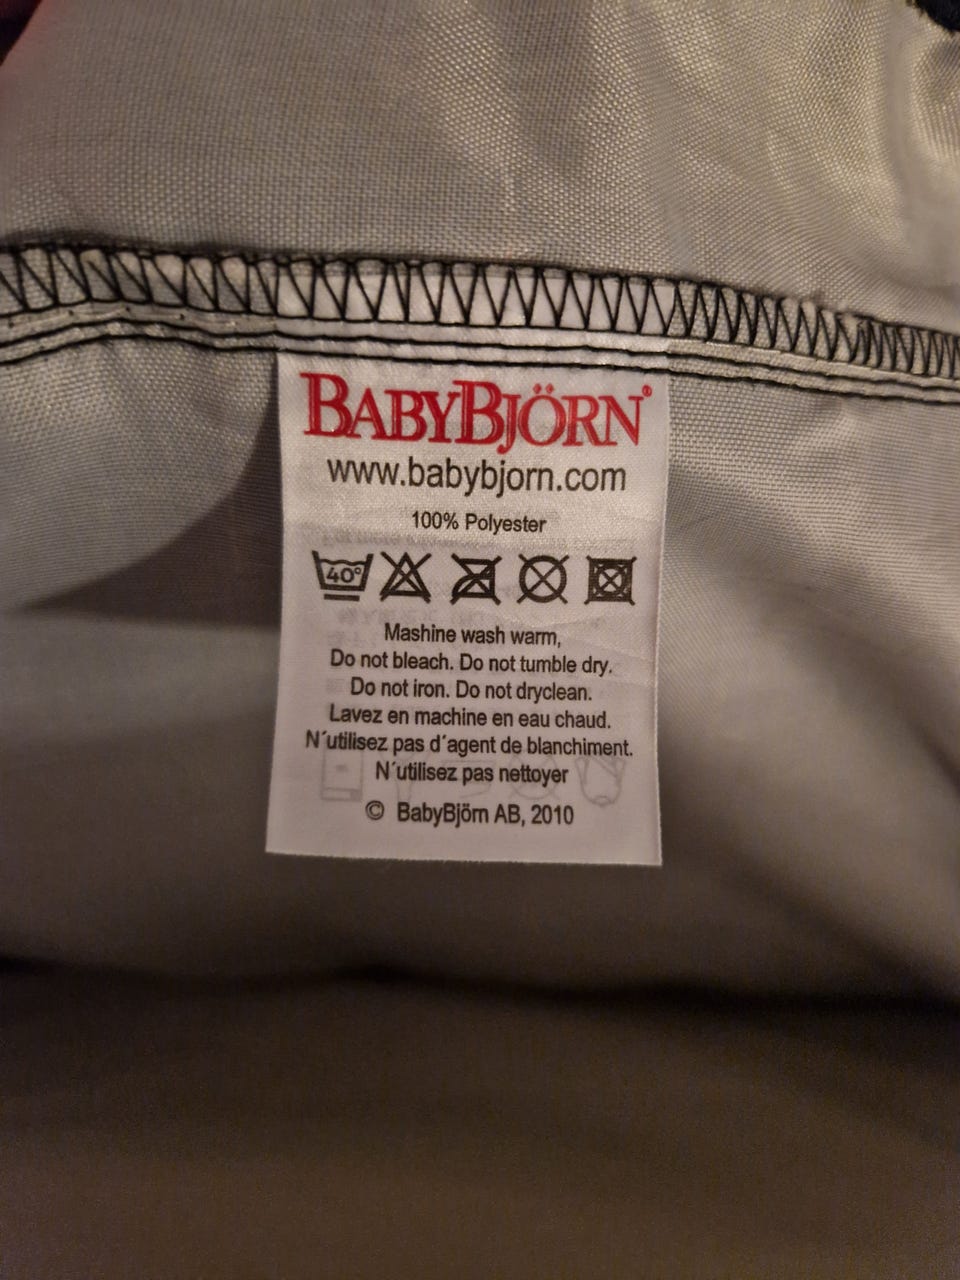 BABYBJÖRN®
www.babybjorn.com
100% Polyester
40°
Mashine wash warm,
Do not bleach. Do not tumble dry.
Do not iron. Do not dryclean.
Lavez en machine en eau chaud.
N´utilisez pas d´agent de blanchiment.
N´utilisez pas nettoyer
© BabyBjörn AB, 2010